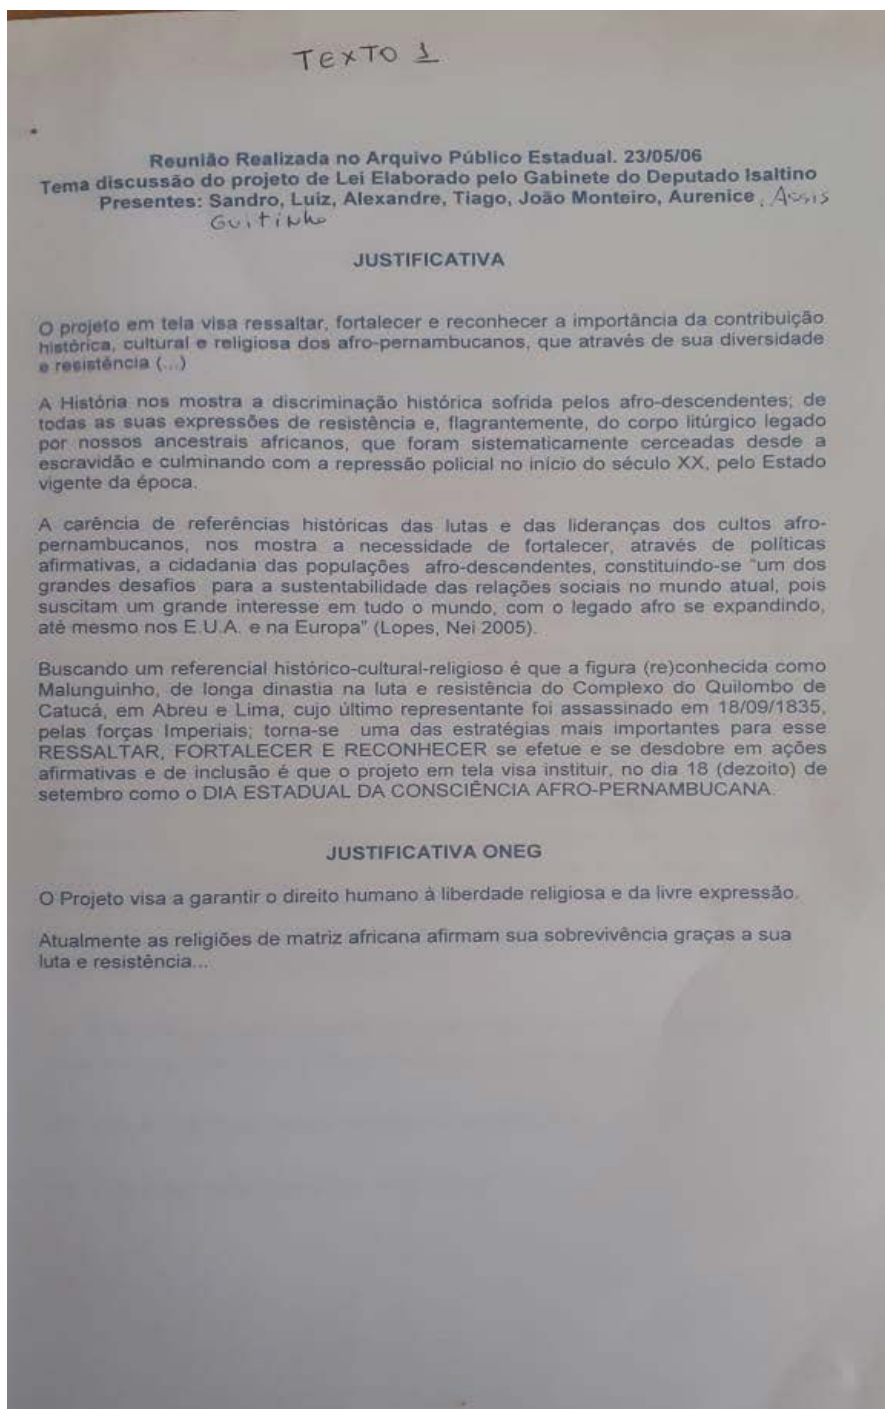 TEXTO 1
Reunião Realizada no Arquivo Público Estadual. 23/05/06
Tema discussão do projeto de Lei Elaborado pelo Gabinete do Deputado Isaltino
Presentes: Sandro, Luiz, Alexandre, Tiago, João Monteiro, Aurenice, Assis
Guitinho
JUSTIFICATIVA
O projeto em tela visa ressaltar, fortalecer e reconhecer a importância da contribuição
histórica, cultural e religiosa dos afro-pernambucanos, que através de sua diversidade
e resistência (...)
A História nos mostra a discriminação histórica sofrida pelos afro-descendentes; de
todas as suas expressões de resistência e, flagrantemente, do corpo litúrgico legado
por nossos ancestrais africanos, que foram sistematicamente cerceadas desde a
escravidão e culminando com a repressão policial no início do século XX, pelo Estado
vigente da época.
A carência de referências históricas das lutas e das lideranças dos cultos afro-
pernambucanos, nos mostra a necessidade de fortalecer, através de políticas
afirmativas, a cidadania das populações afro-descendentes, constituindo-se "um dos
grandes desafios para a sustentabilidade das relações sociais no mundo atual, pois
suscitam um grande interesse em tudo o mundo, com o legado afro se expandindo,
até mesmo nos E.U.A. e na Europa" (Lopes, Nei 2005).
Buscando um referencial histórico-cultural-religioso é que a figura (re)conhecida como
Malunguinho, de longa dinastia na luta e resistência do Complexo do Quilombo de
Catucá, em Abreu e Lima, cujo último representante foi assassinado em 18/09/1835,
pelas forças Imperiais; torna-se uma das estratégias mais importantes para esse
RESSALTAR, FORTALECER E RECONHECER se efetue e se desdobre em ações
afirmativas e de inclusão é que o projeto em tela visa instituir, no dia 18 (dezoito) de
setembro como o DIA ESTADUAL DA CONSCIÊNCIA AFRO-PERNAMBUCANA.
JUSTIFICATIVA ONEG
O Projeto visa a garantir o direito humano à liberdade religiosa e da livre expressão.
Atualmente as religiões de matriz africana afirmam sua sobrevivência graças a sua
luta e resistência...